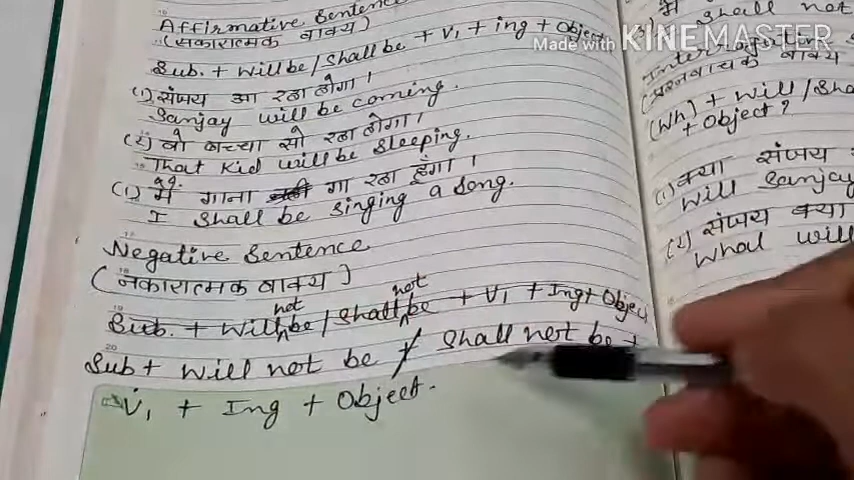 Affirmative Sentence
(सकारात्मक वाक्य)
Sub. + will be/shall be + V1 + ing + Object
(1) संजय आ रहा होगा।
Sanjay will be coming.
(2) वो बच्चा सो रहा होगा।
That kid will be sleeping.
(1) मैं गाना गा रहा हूँगा।
I shall be singing a song.
Negative Sentence
(नकारात्मक वाक्य)
Sub. + will not be / shall not be + V1 + Ing + Objec
Sub + will not be / shall not be +
V1 + Ing + Object.
में
shall not
Made with KINEMASTER
(प्रश्नवाचक वाक्य
(Wh) + Will / Sha
+ Object?
(1) क्या संजय
Will Sanjay
(2) संजय क्या
What will